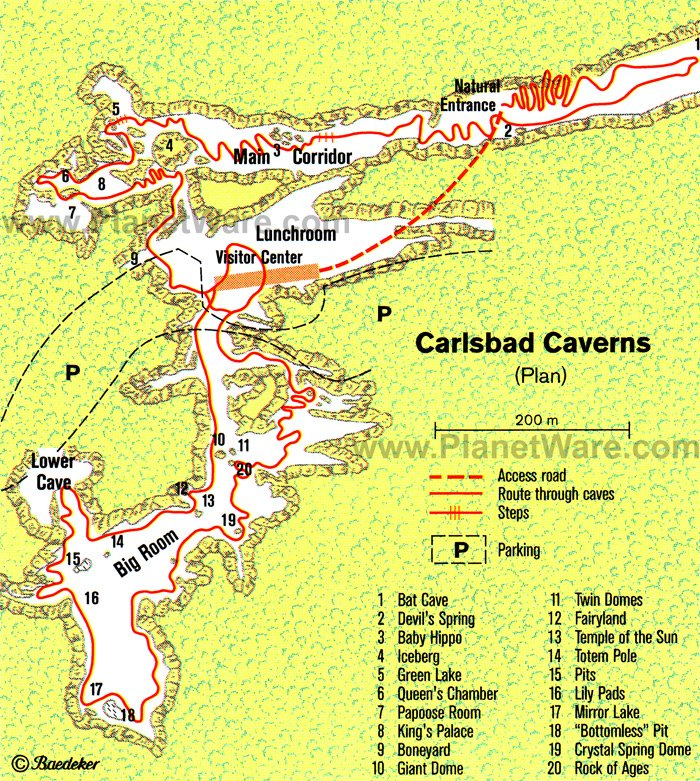 1
Natural
Entrance
2
5
4
3
Main Corridor
6
8
7
www.PlanetWare.com
Lunchroom
Visitor Center
9
P
P
Carlsbad Caverns
(Plan)
200 m
www.PlanetWare.com
10
11
20
Lower
Cave
12
13
19
14
Big Room
15
16
17
18
Access road
Route through caves
Steps
P Parking
1 Bat Cave
2 Devil's Spring
3 Baby Hippo
4 Iceberg
5 Green Lake
6 Queen's Chamber
7 Papoose Room
8 King's Palace
9 Boneyard
10 Giant Dome
11 Twin Domes
12 Fairyland
13 Temple of the Sun
14 Totem Pole
15 Pits
16 Lily Pads
17 Mirror Lake
18 "Bottomless" Pit
19 Crystal Spring Dome
20 Rock of Ages
© Baedeker